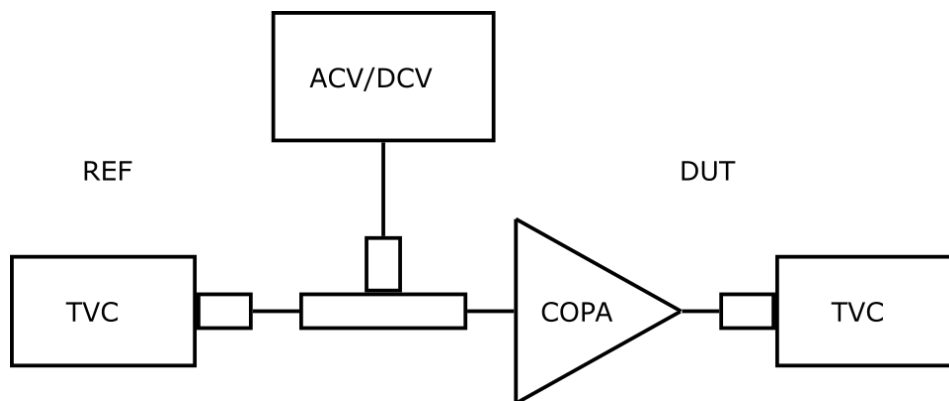 ACV/DCV
REF
DUT
TVC
COPA
TVC